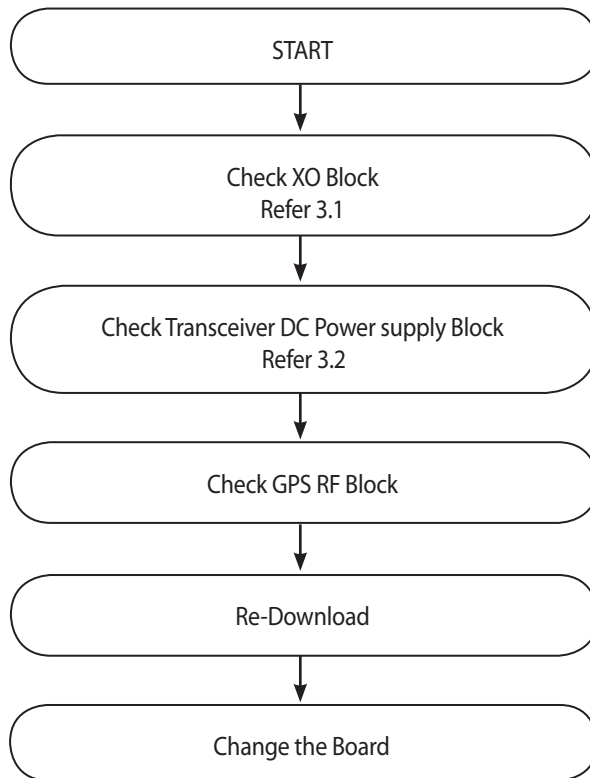 START
Check XO Block
Refer 3.1
Check Transceiver DC Power supply Block
Refer 3.2
Check GPS RF Block
Re-Download
Change the Board